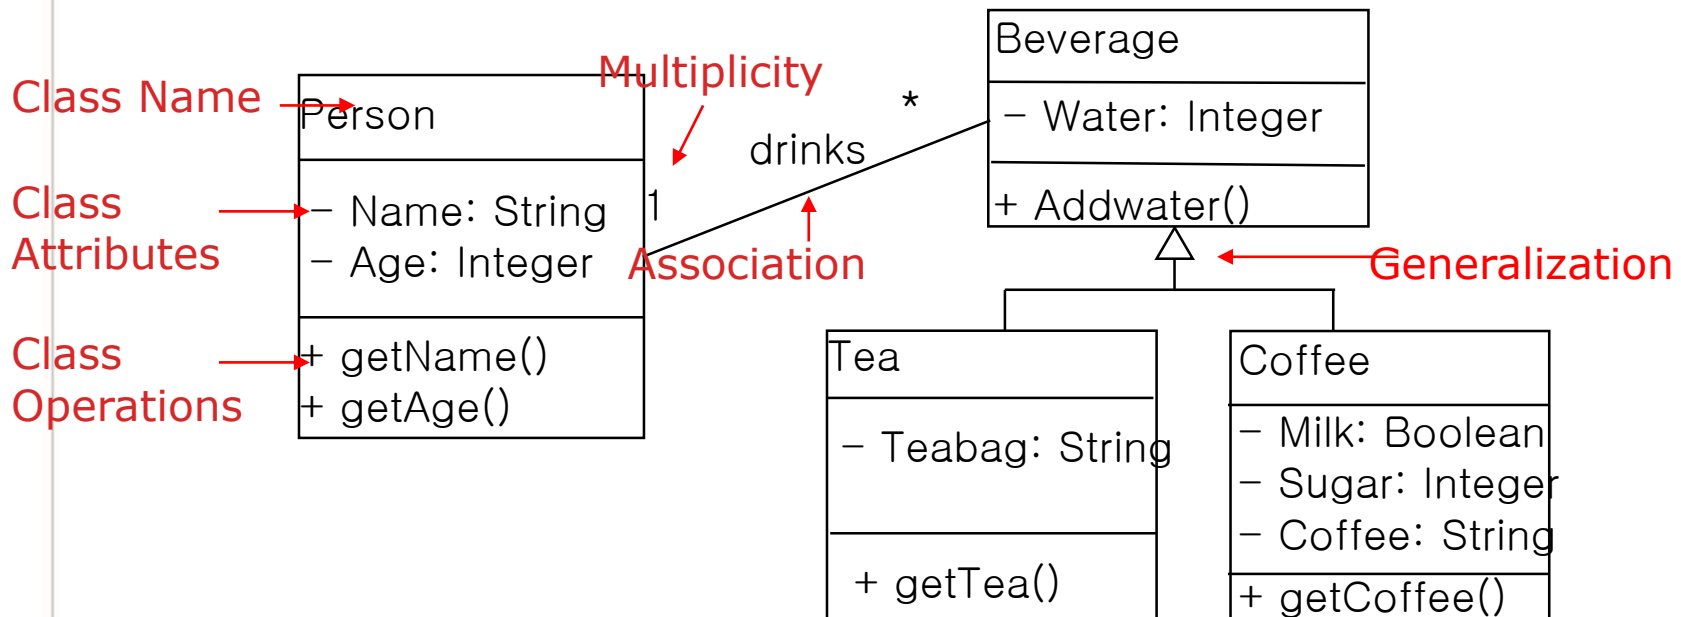 Class Name
Person
Class
Attributes
- Name: String
- Age: Integer
Class
Operations
+ getName()
+ getAge()
Multiplicity
1
drinks
*
Association
Beverage
- Water: Integer
+ Addwater()
Generalization
Tea
- Teabag: String
+ getTea()
Coffee
- Milk: Boolean
- Sugar: Integer
- Coffee: String
+ getCoffee()